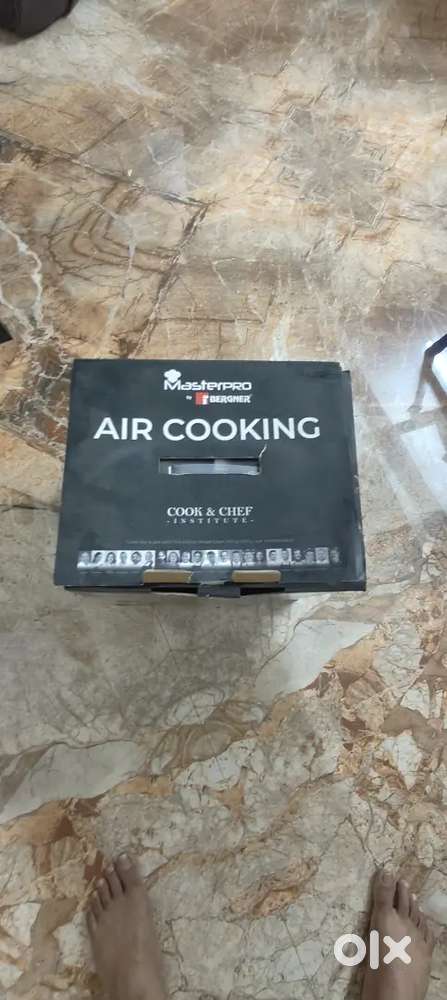 MasterPRO
by BERGNER
AIR COOKING
COOK & CHEF
- INSTITUTE -
olx